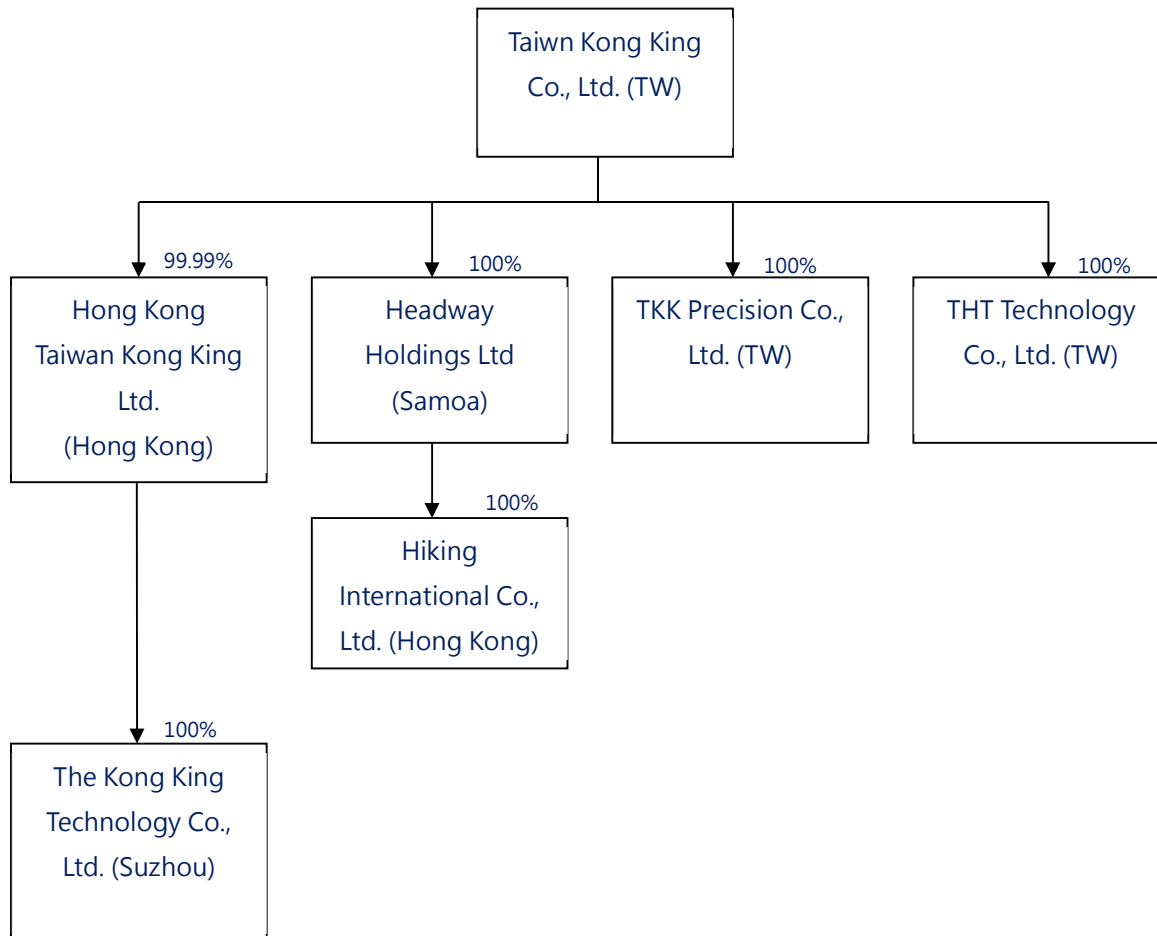 Taiwn Kong King
Co., Ltd. (TW)
99.99%
100%
100%
100%
Hong Kong
Taiwan Kong King
Ltd.
(Hong Kong)
Headway
Holdings Ltd
(Samoa)
TKK Precision Co.,
Ltd. (TW)
THT Technology
Co., Ltd. (TW)
100%
Hiking
International Co.,
Ltd. (Hong Kong)
100%
The Kong King
Technology Co.,
Ltd. (Suzhou)